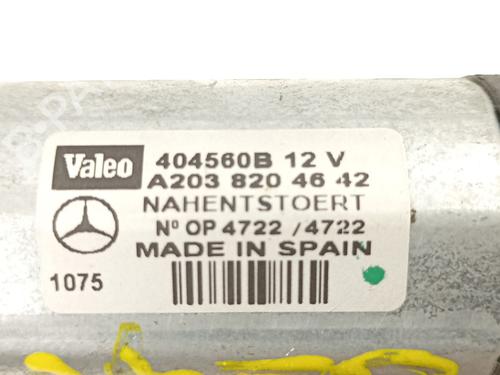 Valeo
404560B 12 V
A203 820 46 42
NAHENTSTOERT
Nº OP 4722 /4722
MADE IN SPAIN
1075